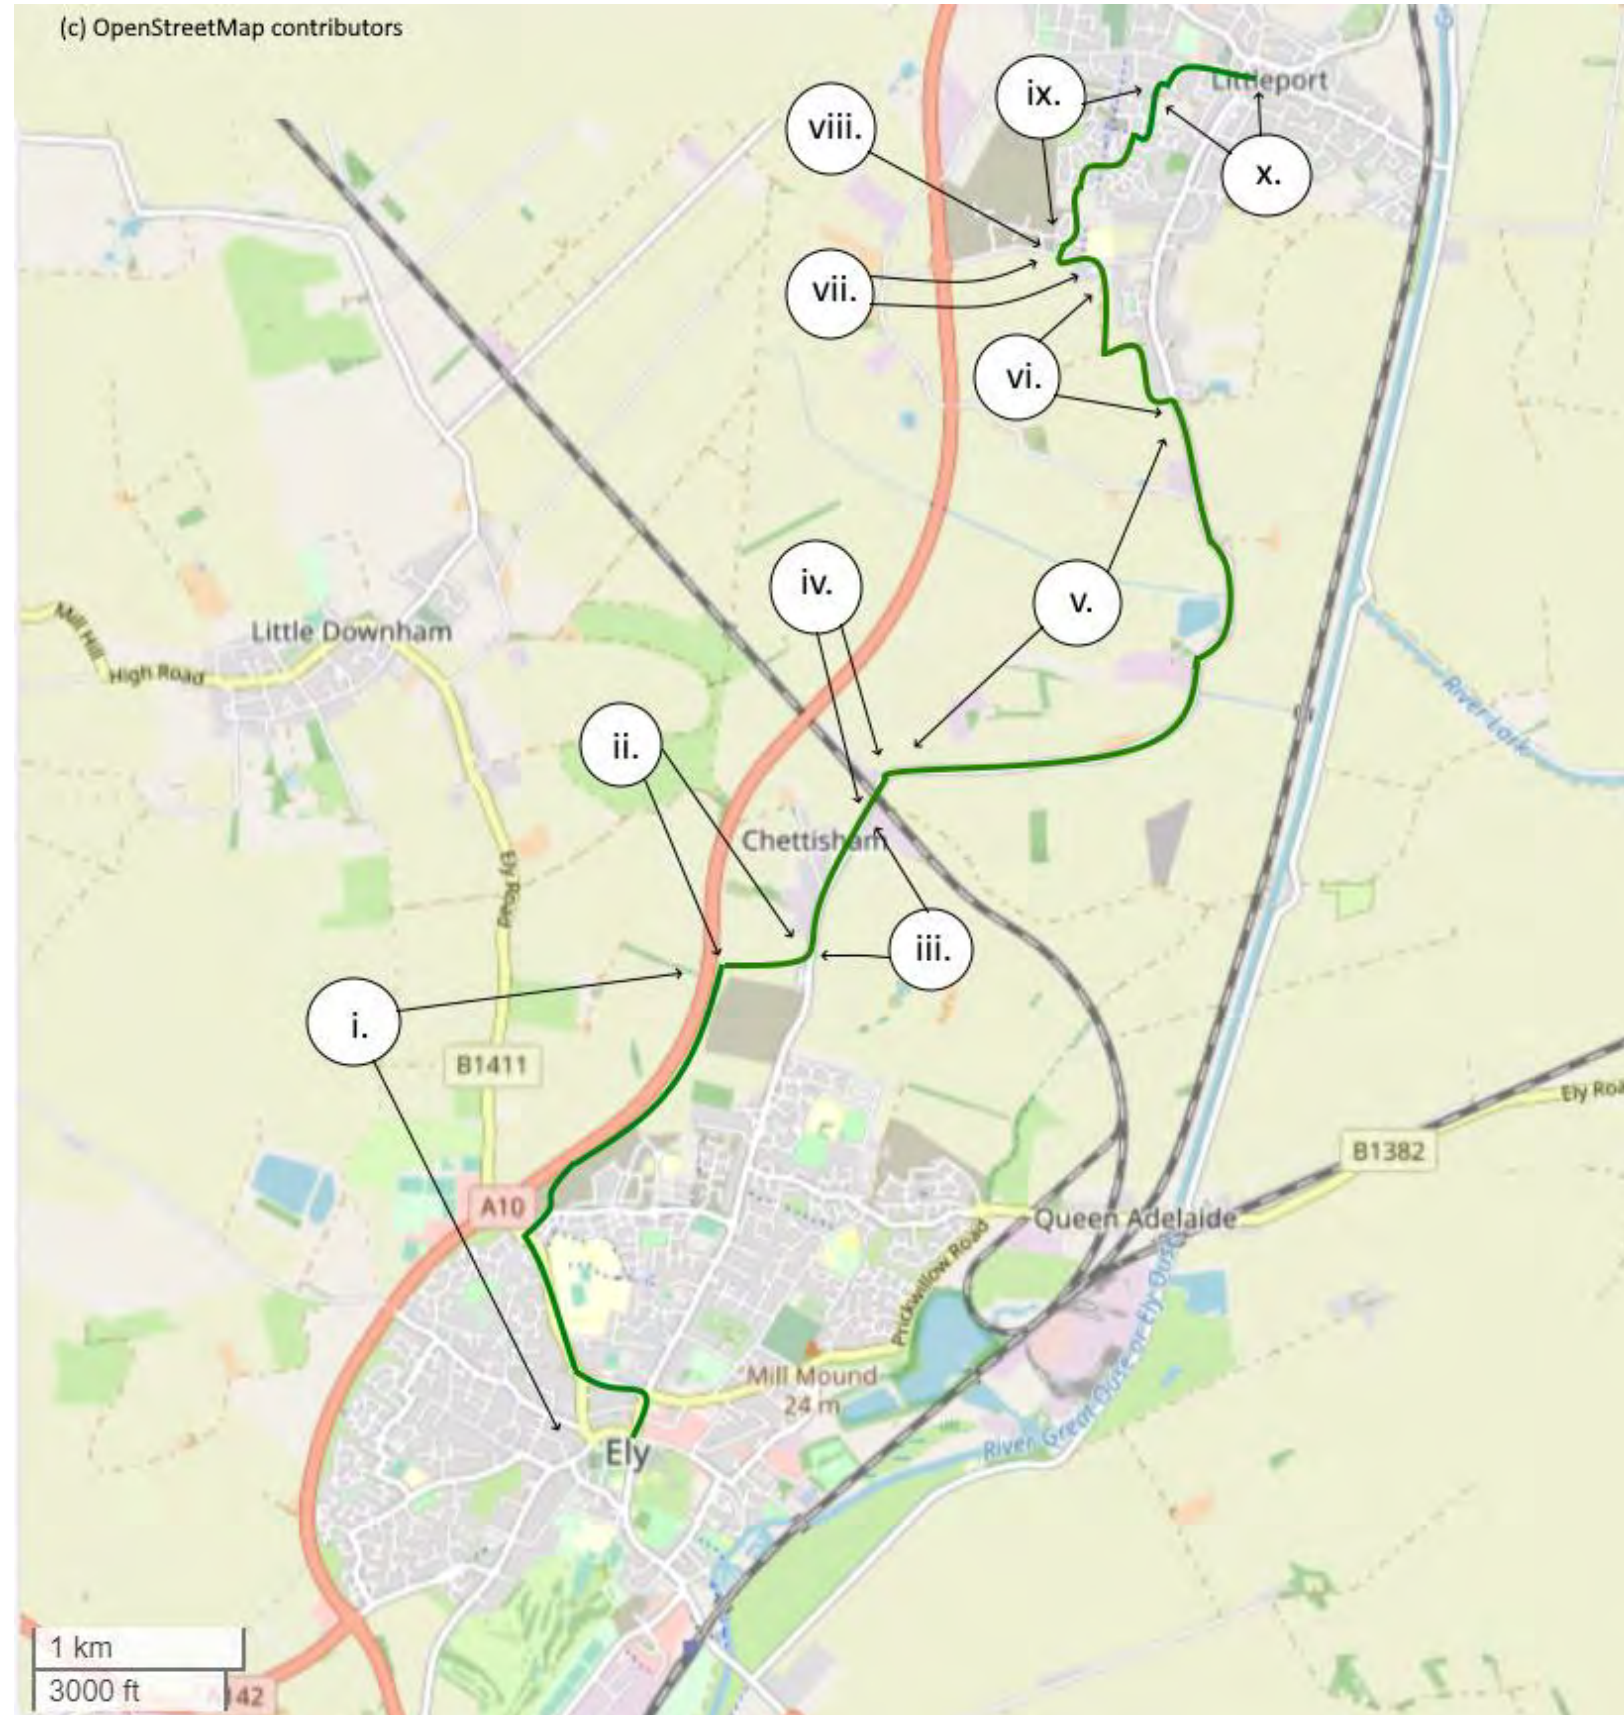 (c) OpenStreetMap contributors
Littleport
ix.
viii.
x.
vii.
vi.
iv.
v.
Little Downham
Mill Hill
High Road
River Lark
ii.
Chettisham
Ely Road
iii.
i.
B1411
Ely Roa
B1382
A10
Queen Adelaide
Prickwillow Road
Mill Mound
24 m
Ely
River Great Ouse or Ely Ouse
1 km
3000 ft
A142